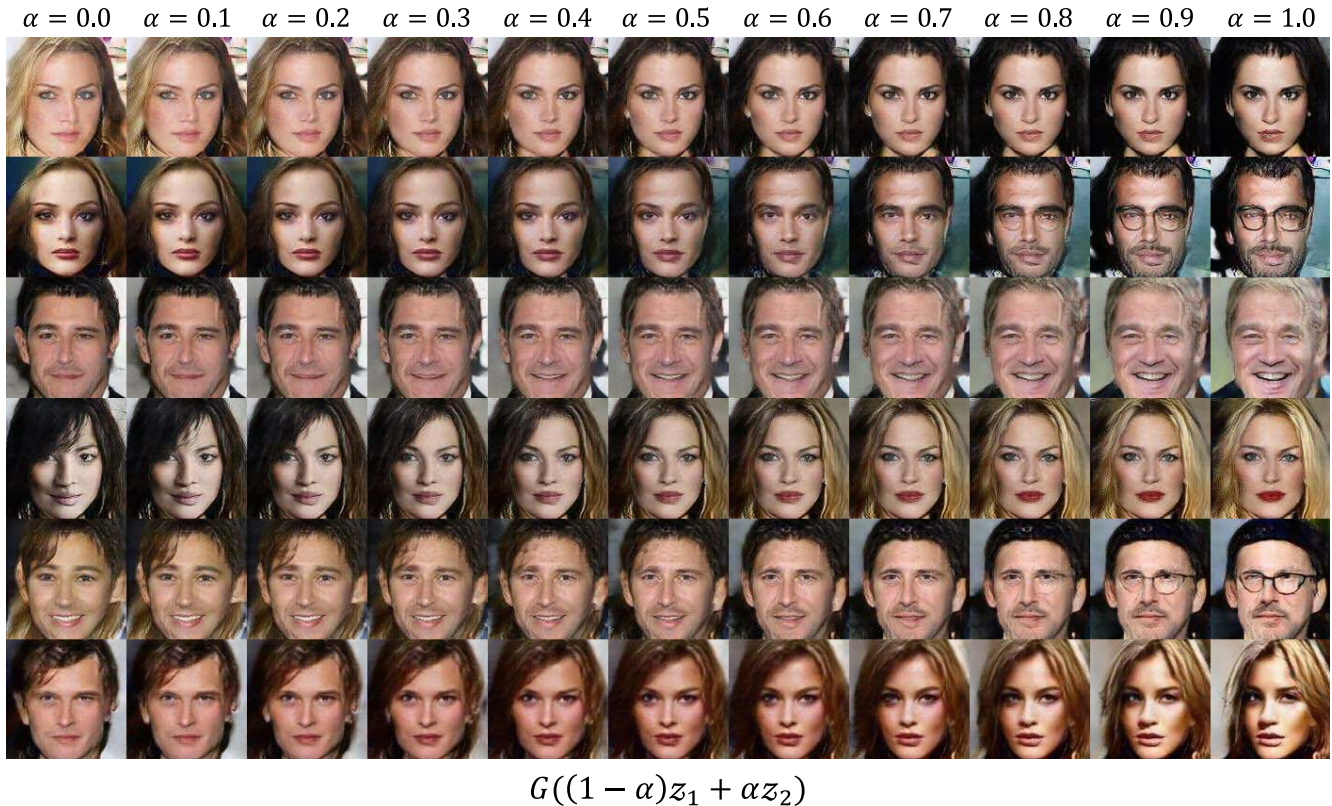 α = 0.0 α = 0.1 α = 0.2 α = 0.3 α = 0.4 α = 0.5 α = 0.6 α = 0.7 α = 0.8 α = 0.9 α = 1.0
G((1 − α)z₁ + αz₂)